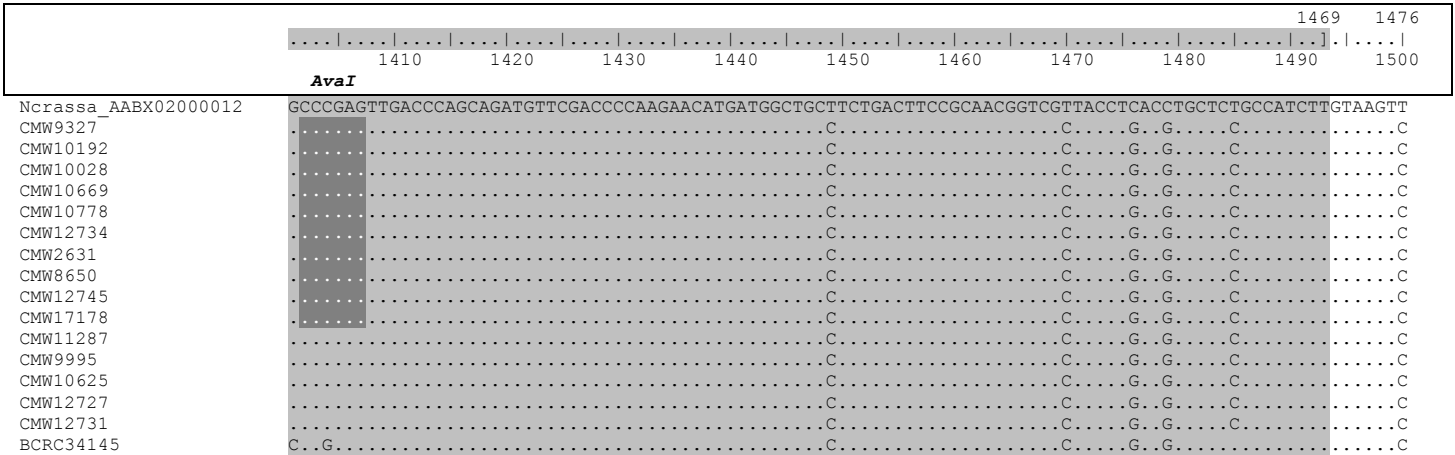 1469 1476
....|....|....|....|....|....|....|....|....|....|....|....|....|....|....|....|....|....|..].|....|
1410 1420 1430 1440 1450 1460 1470 1480 1490 1500
AvaI
Ncrassa_AABX02000012 GCCCGAGTTGACCCAGCAGATGTTCGACCCCAAGAACATGATGGCTGCTTCTGACTTCCGCAACGGTCGTTACCTCACCTGCTCTGCCATCTTGTAAGTT
CMW9327 ................................................C....................C.....G..G.....C..............C
CMW10192 ................................................C....................C.....G..G.....C..............C
CMW10028 ................................................C....................C.....G..G.....C..............C
CMW10669 ................................................C....................C.....G..G.....C..............C
CMW10778 ................................................C....................C.....G..G.....C..............C
CMW12734 ................................................C....................C.....G..G.....C..............C
CMW2631 ................................................C....................C.....G..G.....C..............C
CMW8650 ................................................C....................C.....G..G.....C..............C
CMW12745 ................................................C....................C.....G..G.....C..............C
CMW17178 ................................................C....................C.....G..G.....C..............C
CMW11287 ................................................C....................C.....G..G.....C..............C
CMW9995 ................................................C....................C.....G..G.....C..............C
CMW10625 ................................................C....................C.....G..G.....C..............C
CMW12727 ................................................C....................C.....G..G.....C..............C
CMW12731 ................................................C....................C.....G..G.....C..............C
BCRC34145 C..G............................................C....................C.....G..G....................C